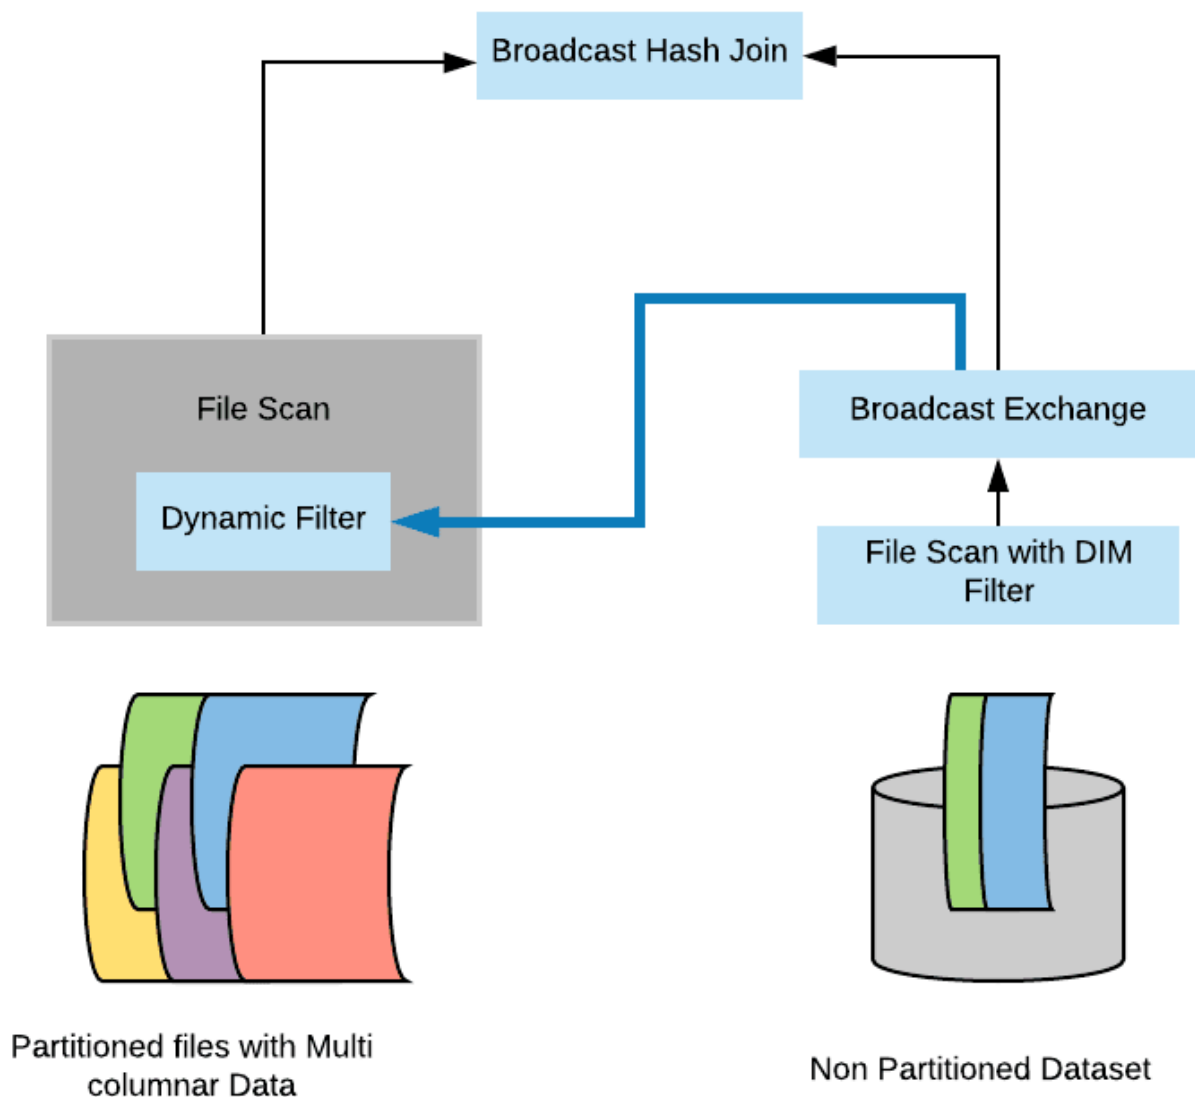 Broadcast Hash Join
File Scan
Broadcast Exchange
Dynamic Filter
File Scan with DIM
Filter
Partitioned files with Multi
columnar Data
Non Partitioned Dataset